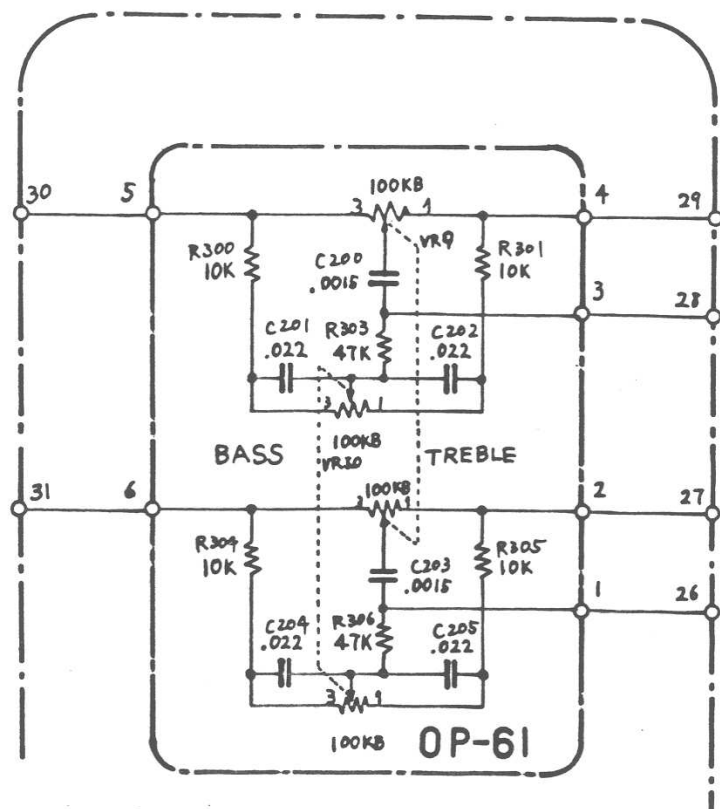 100KB
30
5
3
1
4
29
VR9
R300
10K
C200
.0015
R301
10K
3
28
C201
.022
R303
47K
C202
.022
3
1
100KB
BASS
TREBLE
VR10
31
6
100KB
3
1
2
27
R304
10K
C203
.0015
R305
10K
1
26
C204
.022
R306
47K
C205
.022
3
1
100KB
OP-61